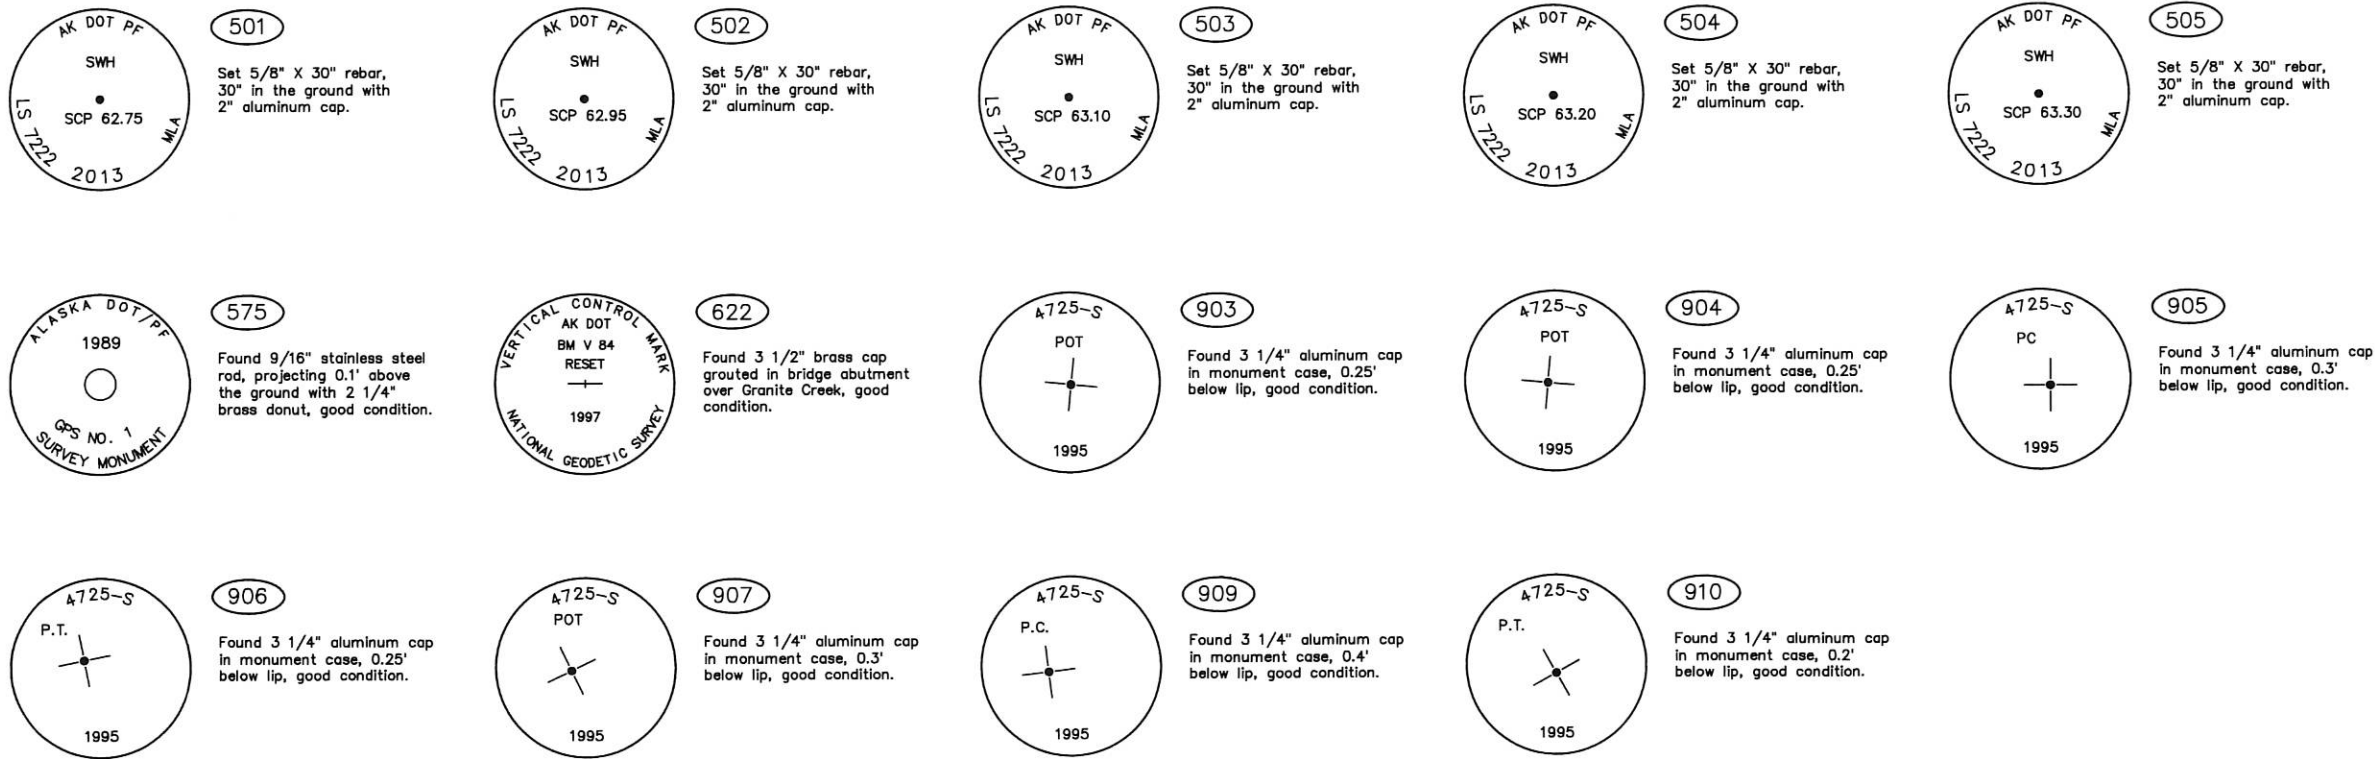 AK DOT PF
SWH
SCP 62.75
LS 7222
2013
MLA
501
Set 5/8" X 30" rebar,
30" in the ground with
2" aluminum cap.
AK DOT PF
SWH
SCP 62.95
LS 7222
2013
MLA
502
Set 5/8" X 30" rebar,
30" in the ground with
2" aluminum cap.
AK DOT PF
SWH
SCP 63.10
LS 7222
2013
MLA
503
Set 5/8" X 30" rebar,
30" in the ground with
2" aluminum cap.
AK DOT PF
SWH
SCP 63.20
LS 7222
2013
MLA
504
Set 5/8" X 30" rebar,
30" in the ground with
2" aluminum cap.
AK DOT PF
SWH
SCP 63.30
LS 7222
2013
MLA
505
Set 5/8" X 30" rebar,
30" in the ground with
2" aluminum cap.
ALASKA DOT/PF
1989
GPS NO. 1
SURVEY MONUMENT
575
Found 9/16" stainless steel
rod, projecting 0.1' above
the ground with 2 1/4"
brass donut, good condition.
VERTICAL CONTROL MARK
AK DOT
BM V 84
RESET
1997
NATIONAL GEODETIC SURVEY
622
Found 3 1/2" brass cap
grouted in bridge abutment
over Granite Creek, good
condition.
4725-S
POT
1995
903
Found 3 1/4" aluminum cap
in monument case, 0.25'
below lip, good condition.
4725-S
POT
1995
904
Found 3 1/4" aluminum cap
in monument case, 0.25'
below lip, good condition.
4725-S
PC
1995
905
Found 3 1/4" aluminum cap
in monument case, 0.3'
below lip, good condition.
4725-S
P.T.
1995
906
Found 3 1/4" aluminum cap
in monument case, 0.25'
below lip, good condition.
4725-S
POT
1995
907
Found 3 1/4" aluminum cap
in monument case, 0.3'
below lip, good condition.
4725-S
P.C.
1995
909
Found 3 1/4" aluminum cap
in monument case, 0.4'
below lip, good condition.
4725-S
P.T.
1995
910
Found 3 1/4" aluminum cap
in monument case, 0.2'
below lip, good condition.